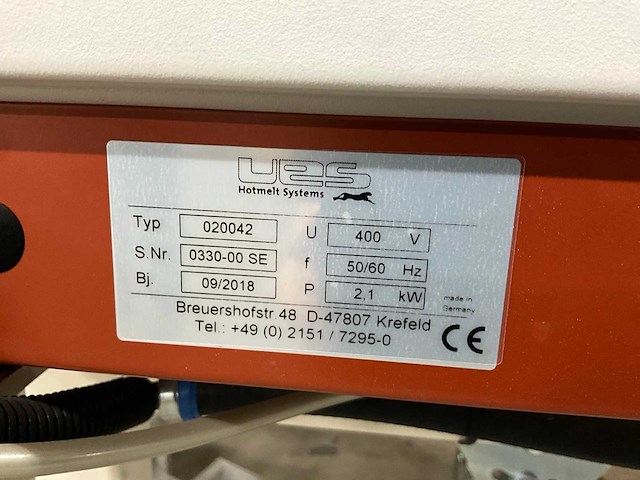 UES
Hotmelt Systems
Typ 020042 U 400 V
S.Nr. 0330-00 SE f 50/60 Hz
Bj. 09/2018 P 2,1 kW
made in
Germany
Breuershofstr.48 D-47807 Krefeld
Tel.: +49 (0) 2151 / 7295-0
CE